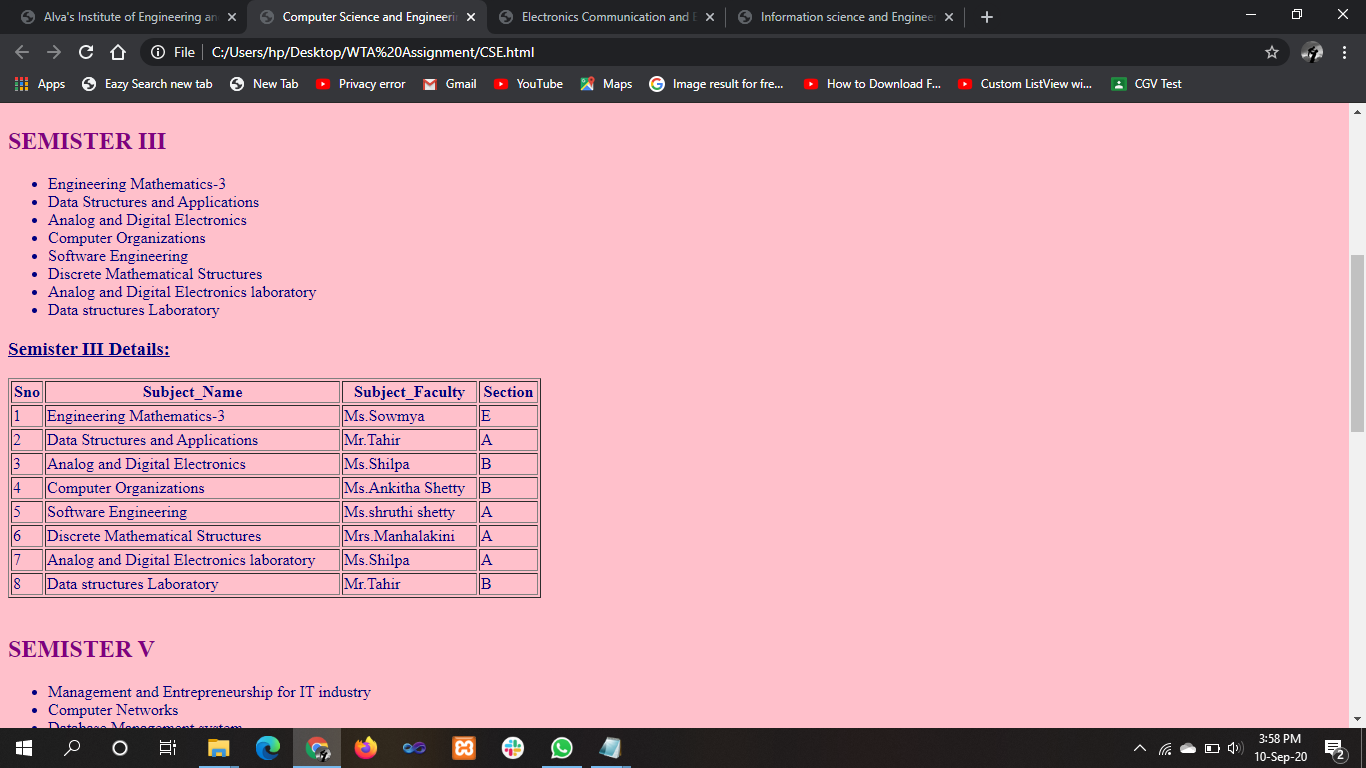 Alva's Institute of Engineering an
Computer Science and Engineerin
Electronics Communication and E
Information science and Enginee
File C:/Users/hp/Desktop/WTA%20Assignment/CSE.html
Apps Eazy Search new tab New Tab Privacy error Gmail YouTube Maps Image result for fre... How to Download F... Custom ListView wi... CGV Test
SEMISTER III
• Engineering Mathematics-3
• Data Structures and Applications
• Analog and Digital Electronics
• Computer Organizations
• Software Engineering
• Discrete Mathematical Structures
• Analog and Digital Electronics laboratory
• Data structures Laboratory
Semister III Details:
Sno Subject_Name Subject_Faculty Section
1 Engineering Mathematics-3 Ms.Sowmya E
2 Data Structures and Applications Mr.Tahir A
3 Analog and Digital Electronics Ms.Shilpa B
4 Computer Organizations Ms.Ankitha Shetty B
5 Software Engineering Ms.shruthi shetty A
6 Discrete Mathematical Structures Mrs.Manhalakini A
7 Analog and Digital Electronics laboratory Ms.Shilpa A
8 Data structures Laboratory Mr.Tahir B
SEMISTER V
• Management and Entrepreneurship for IT industry
• Computer Networks
• Database Management system
3:58 PM
10-Sep-20
2